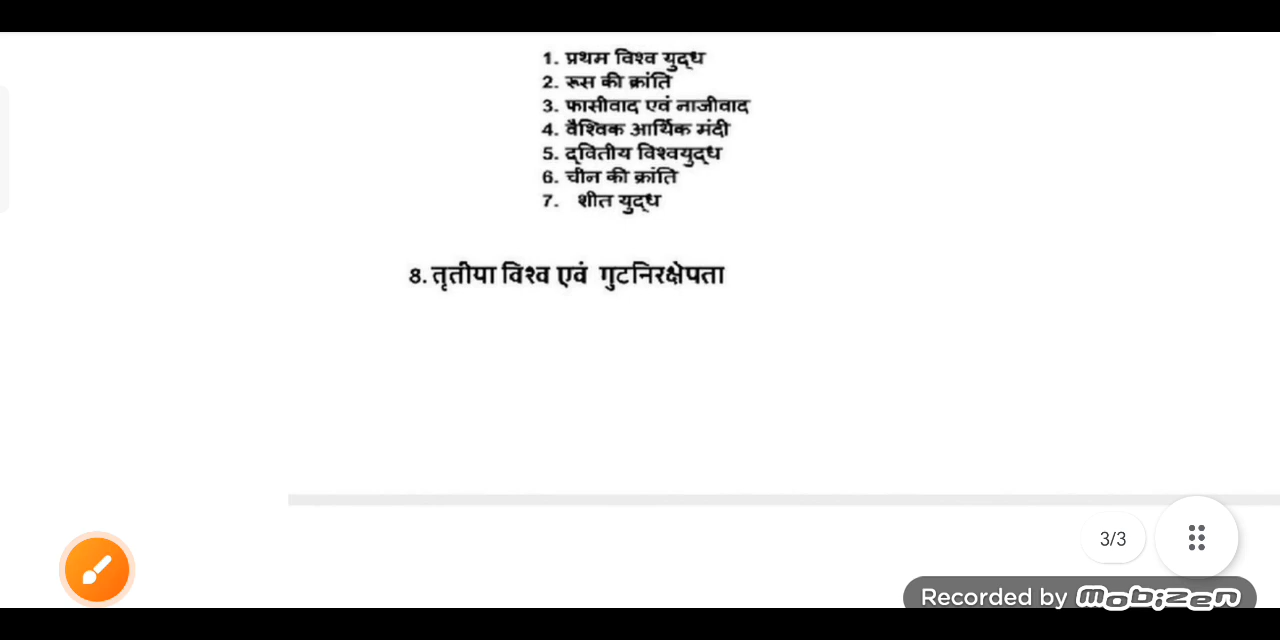 1. प्रथम विश्व युद्ध
2. रूस की क्रांति
3. फासीवाद एवं नाजीवाद
4. वैश्विक आर्थिक मंदी
5. द्वितीय विश्वयुद्ध
6. चीन की क्रांति
7. शीत युद्ध
8. तृतीया विश्व एवं गुटनिरक्षेपता
3/3
Recorded by mobizen